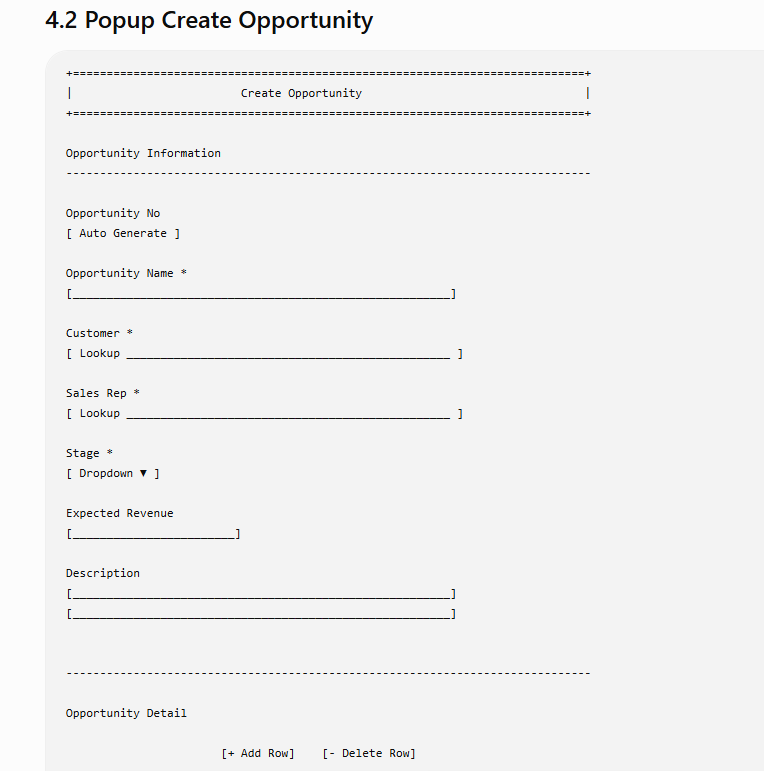 4.2 Popup Create Opportunity
+============================================================================+
|                          Create Opportunity                                 |
+============================================================================+
Opportunity Information
------------------------------------------------------------------------------
Opportunity No
[ Auto Generate ]
Opportunity Name *
[________________________________________________________]
Customer *
[ Lookup ________________________________________________ ]
Sales Rep *
[ Lookup ________________________________________________ ]
Stage *
[ Dropdown ▼ ]
Expected Revenue
[________________________]
Description
[________________________________________________________]
[________________________________________________________]
------------------------------------------------------------------------------
Opportunity Detail
[+ Add Row]    [- Delete Row]